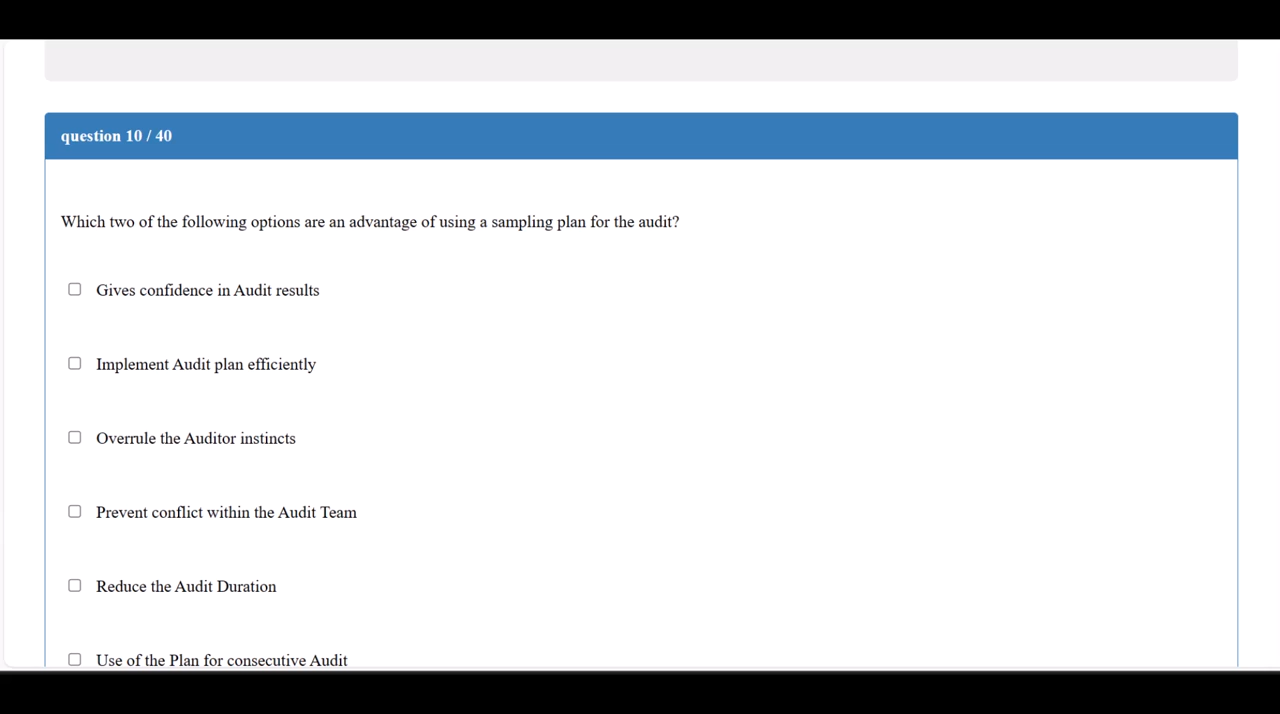 question 10 / 40
Which two of the following options are an advantage of using a sampling plan for the audit?
Gives confidence in Audit results
Implement Audit plan efficiently
Overrule the Auditor instincts
Prevent conflict within the Audit Team
Reduce the Audit Duration
Use of the Plan for consecutive Audit